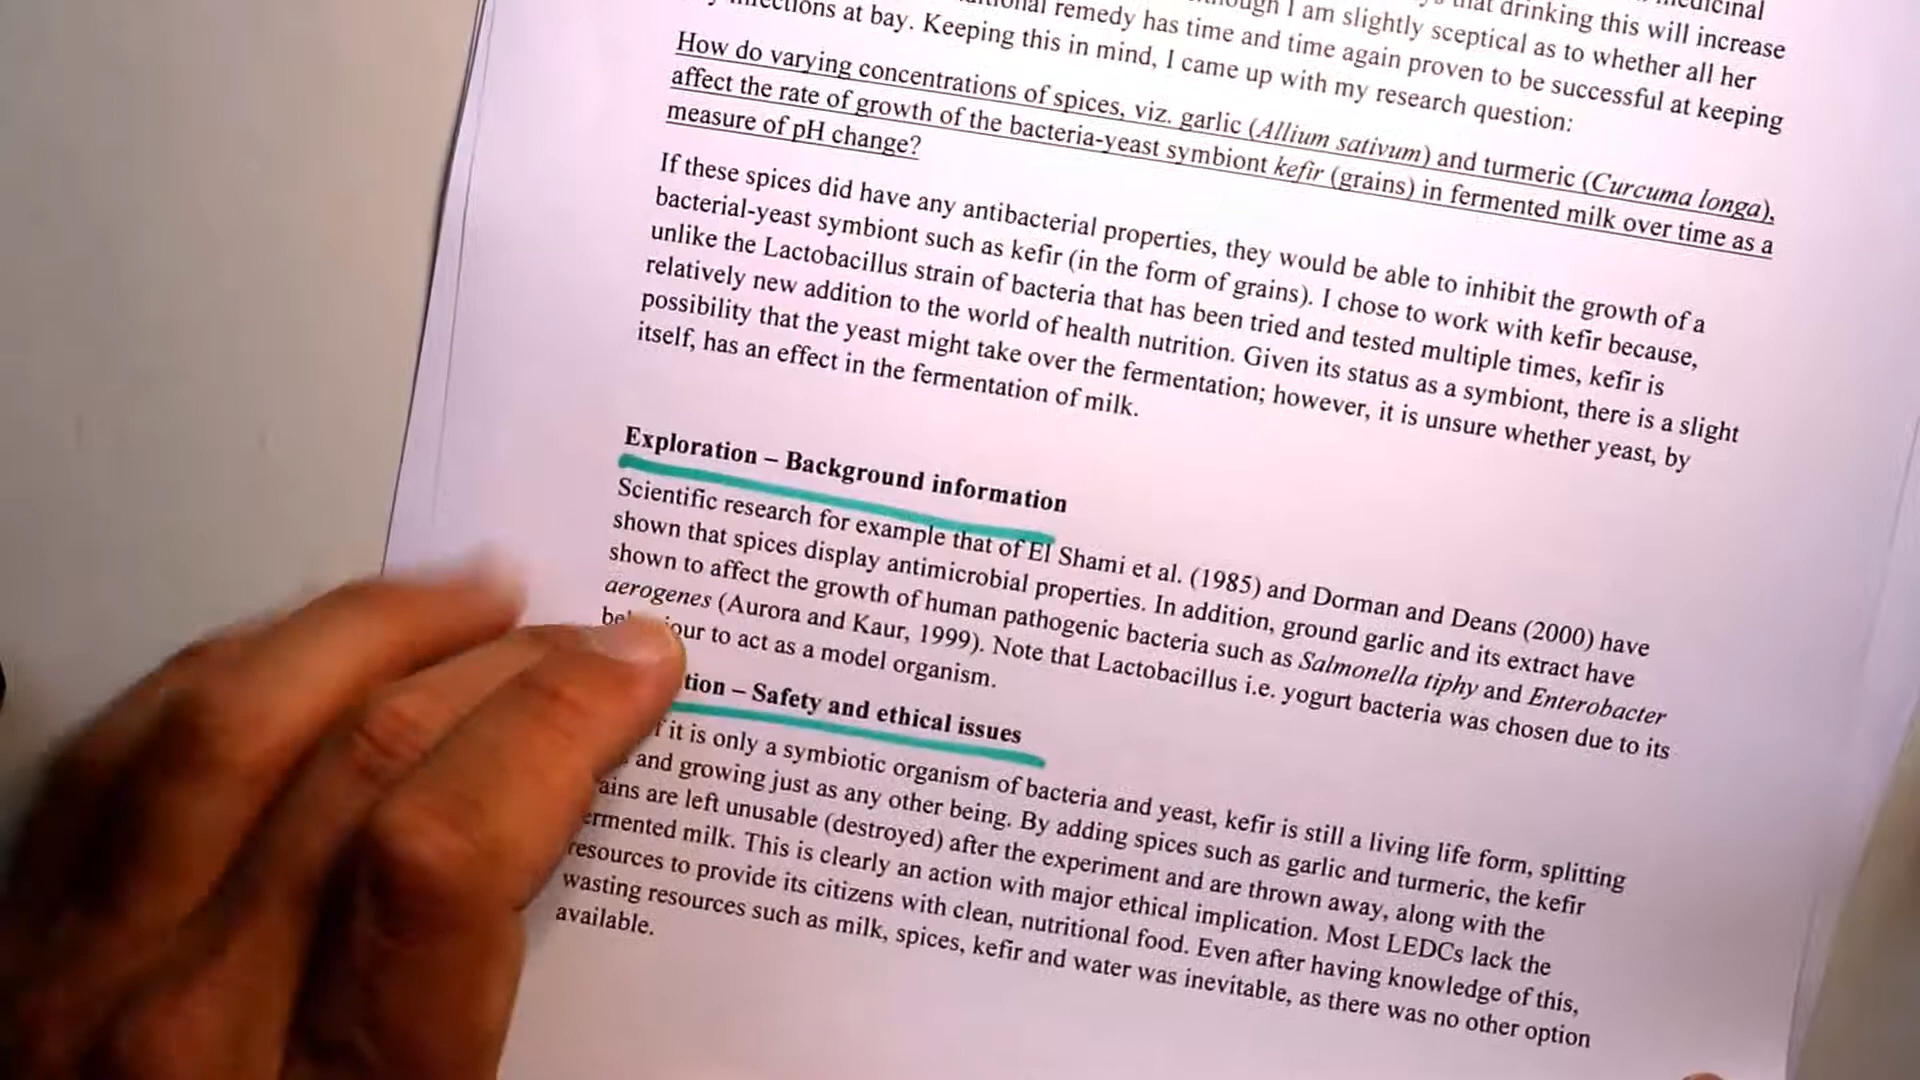 medicinal
that drinking this will increase
I am slightly sceptical as to whether all her
remedy has time and time again proven to be successful at keeping
at bay. Keeping this in mind, I came up with my research question:
How do varying concentrations of spices, viz. garlic (Allium sativum) and turmeric (Curcuma longa),
affect the rate of growth of the bacteria-yeast symbiont kefir (grains) in fermented milk over time as a
measure of pH change?
If these spices did have any antibacterial properties, they would be able to inhibit the growth of a
bacterial-yeast symbiont such as kefir (in the form of grains). I chose to work with kefir because,
unlike the Lactobacillus strain of bacteria that has been tried and tested multiple times, kefir is
relatively new addition to the world of health nutrition. Given its status as a symbiont, there is a slight
possibility that the yeast might take over the fermentation; however, it is unsure whether yeast, by
itself, has an effect in the fermentation of milk.
Exploration – Background information
Scientific research for example that of El Shami et al. (1985) and Dorman and Deans (2000) have
shown that spices display antimicrobial properties. In addition, ground garlic and its extract have
shown to affect the growth of human pathogenic bacteria such as Salmonella tiphy and Enterobacter
aerogenes (Aurora and Kaur, 1999). Note that Lactobacillus i.e. yogurt bacteria was chosen due to its
to act as a model organism.
– Safety and ethical issues
it is only a symbiotic organism of bacteria and yeast, kefir is still a living life form, splitting
and growing just as any other being. By adding spices such as garlic and turmeric, the kefir
are left unusable (destroyed) after the experiment and are thrown away, along with the
milk. This is clearly an action with major ethical implication. Most LEDCs lack the
resources to provide its citizens with clean, nutritional food. Even after having knowledge of this,
wasting resources such as milk, spices, kefir and water was inevitable, as there was no other option
available.